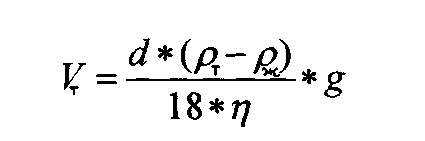 Vт = d*(ρт − ρж) / 18*η * g